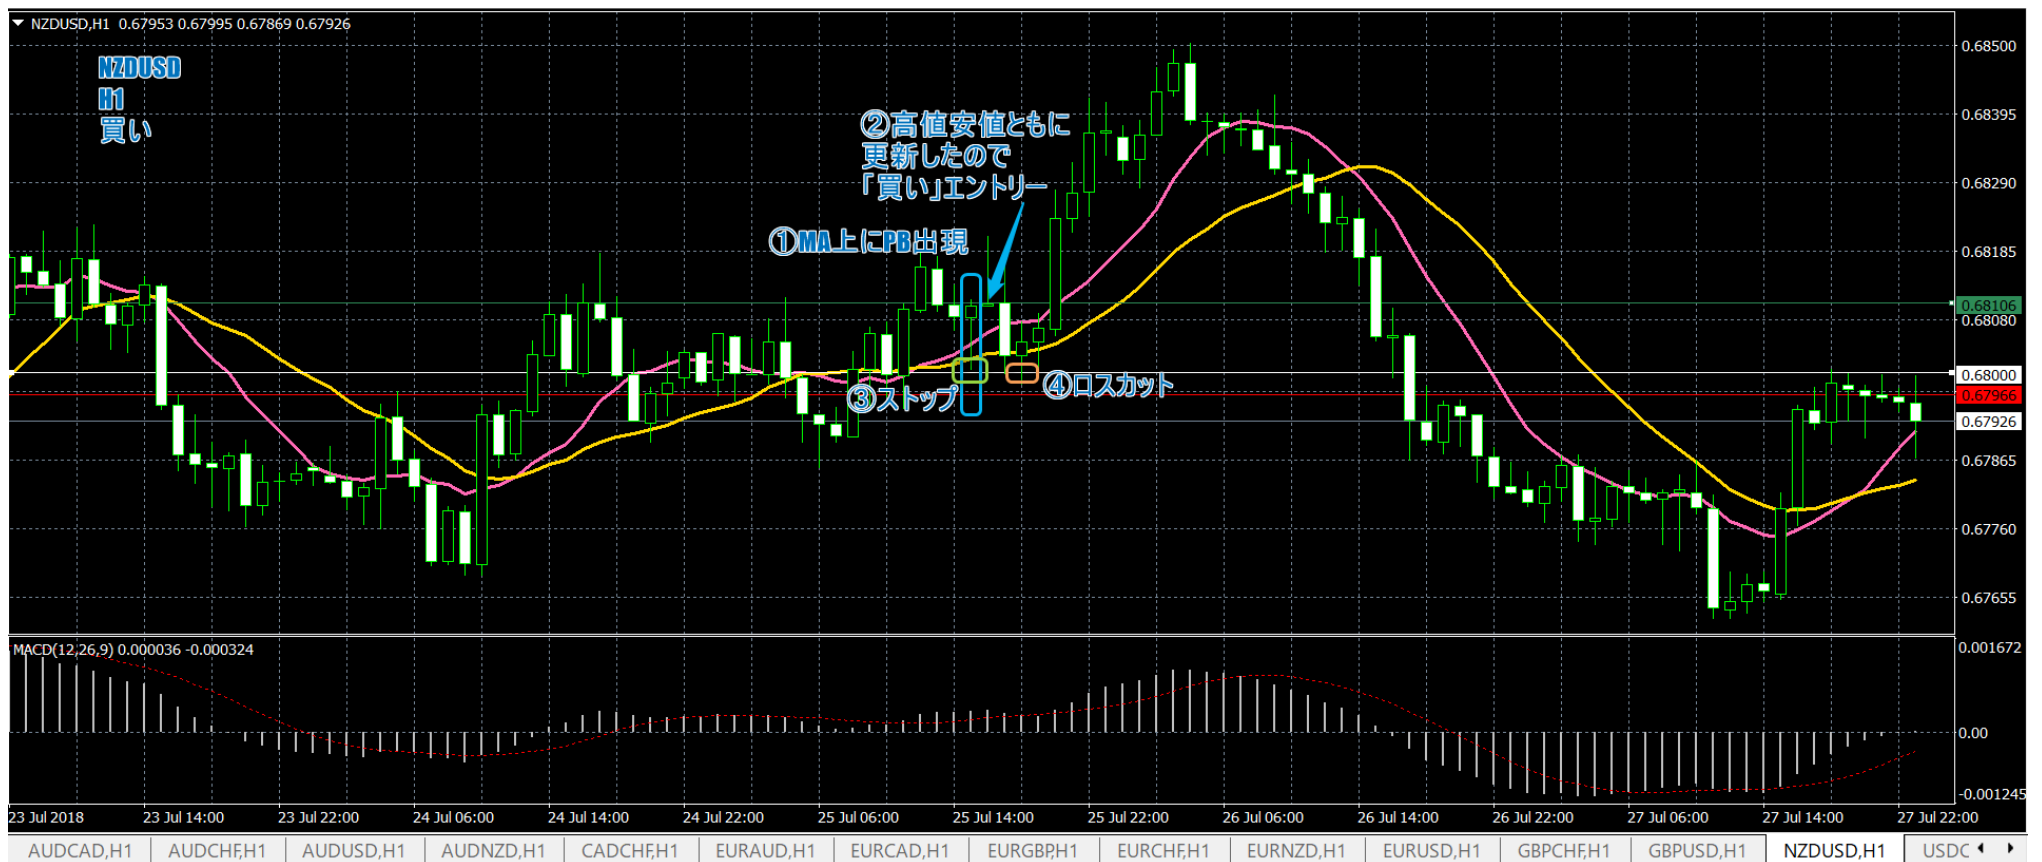 NZDUSD,H1 0.67953 0.67995 0.67869 0.67926
NZDUSD
H1
買い
②高値安値ともに
更新したので
「買い」エントリー
①MA上にPB出現
③ストップ
④ロスカット
0.68500
0.68395
0.68290
0.68185
0.68106
0.68080
0.68000
0.67966
0.67926
0.67865
0.67760
0.67655
MACD(12,26,9) 0.000036 -0.000324
0.001672
0.00
-0.001245
23 Jul 2018 23 Jul 14:00 23 Jul 22:00 24 Jul 06:00 24 Jul 14:00 24 Jul 22:00 25 Jul 06:00 25 Jul 14:00 25 Jul 22:00 26 Jul 06:00 26 Jul 14:00 26 Jul 22:00 27 Jul 06:00 27 Jul 14:00 27 Jul 22:00
AUDCAD,H1 AUDCHF,H1 AUDUSD,H1 AUDNZD,H1 CADCHF,H1 EURAUD,H1 EURCAD,H1 EURGBP,H1 EURCHF,H1 EURNZD,H1 EURUSD,H1 GBPCHF,H1 GBPUSD,H1 NZDUSD,H1 USDC